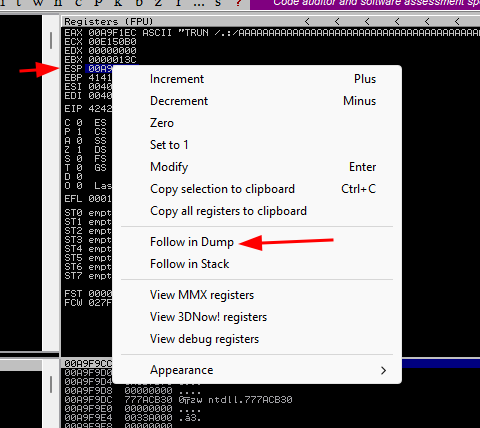 t w h c P k b z r ... s ?
Code auditor and software assessment spe
Registers (FPU) < < < <
EAX 00A9F1EC ASCII "TRUN /.:/AAAAAAAAAAAAAAAAAAAAAAAAA
ECX 00E150B0
EDX 00000000
EBX 0000013C
ESP 00A9
EBP 4141
ESI 0040
EDI 0040
EIP 4242
C 0 ES
P 1 CS
A 0 SS
Z 1 DS
S 0 FS
T 0 GS
D 0
O 0 Las
EFL 0001
ST0 empt
ST1 empt
ST2 empt
ST3 empt
ST4 empt
ST5 empt
ST6 empt
ST7 empt
FST 0000
FCW 027F
Increment Plus
Decrement Minus
Zero
Set to 1
Modify Enter
Copy selection to clipboard Ctrl+C
Copy all registers to clipboard
Follow in Dump
Follow in Stack
View MMX registers
View 3DNow! registers
View debug registers
Appearance >
00A9F9CC
00A9F9D0
00A9F9D4
00A9F9D8 00000000 ....
00A9F9DC 777ACB30 ntdll.777ACB30
00A9F9E0 00000000 ....
00A9F9E4 0033A000 .á3.